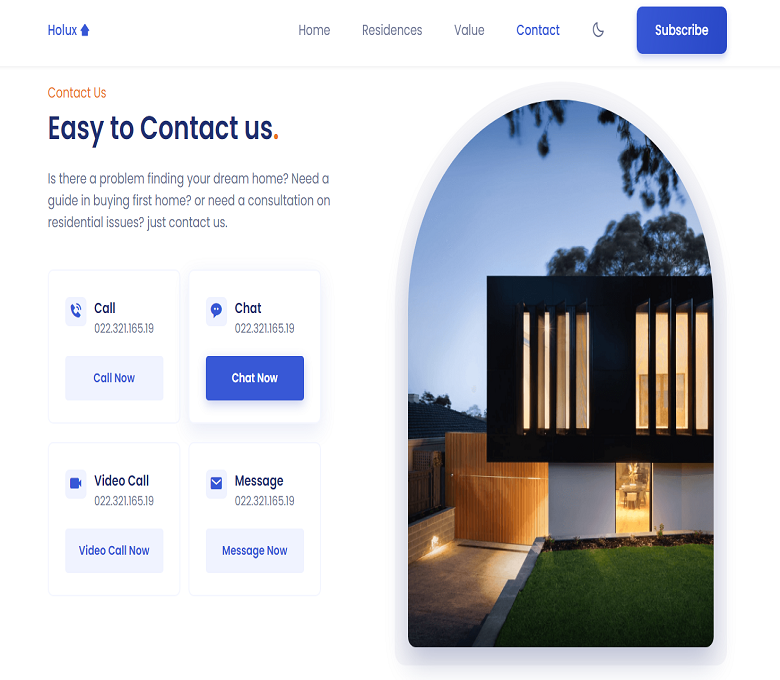 Holux
Home
Residences
Value
Contact
Subscribe
Contact Us
Easy to Contact us.
Is there a problem finding your dream home? Need a
guide in buying first home? or need a consultation on
residential issues? just contact us.
Call
022.321.165.19
Call Now
Chat
022.321.165.19
Chat Now
Video Call
022.321.165.19
Video Call Now
Message
022.321.165.19
Message Now